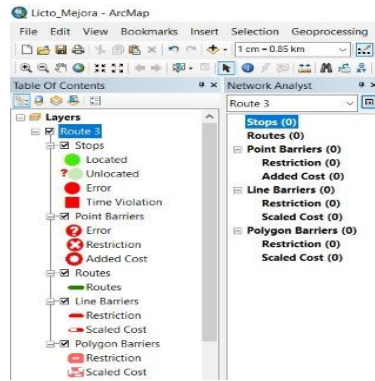 Licto_Mejora - ArcMap
File Edit View Bookmarks Insert Selection Geoprocessing
1 cm = 0.85 km
Table Of Contents
Layers
Route 3
Stops
Located
? Unlocated
Error
Time Violation
Point Barriers
Error
Restriction
Added Cost
Routes
Routes
Line Barriers
Restriction
Scaled Cost
Polygon Barriers
Restriction
Scaled Cost
Network Analyst
Route 3
Stops (0)
Routes (0)
Point Barriers (0)
Restriction (0)
Added Cost (0)
Line Barriers (0)
Restriction (0)
Scaled Cost (0)
Polygon Barriers (0)
Restriction (0)
Scaled Cost (0)